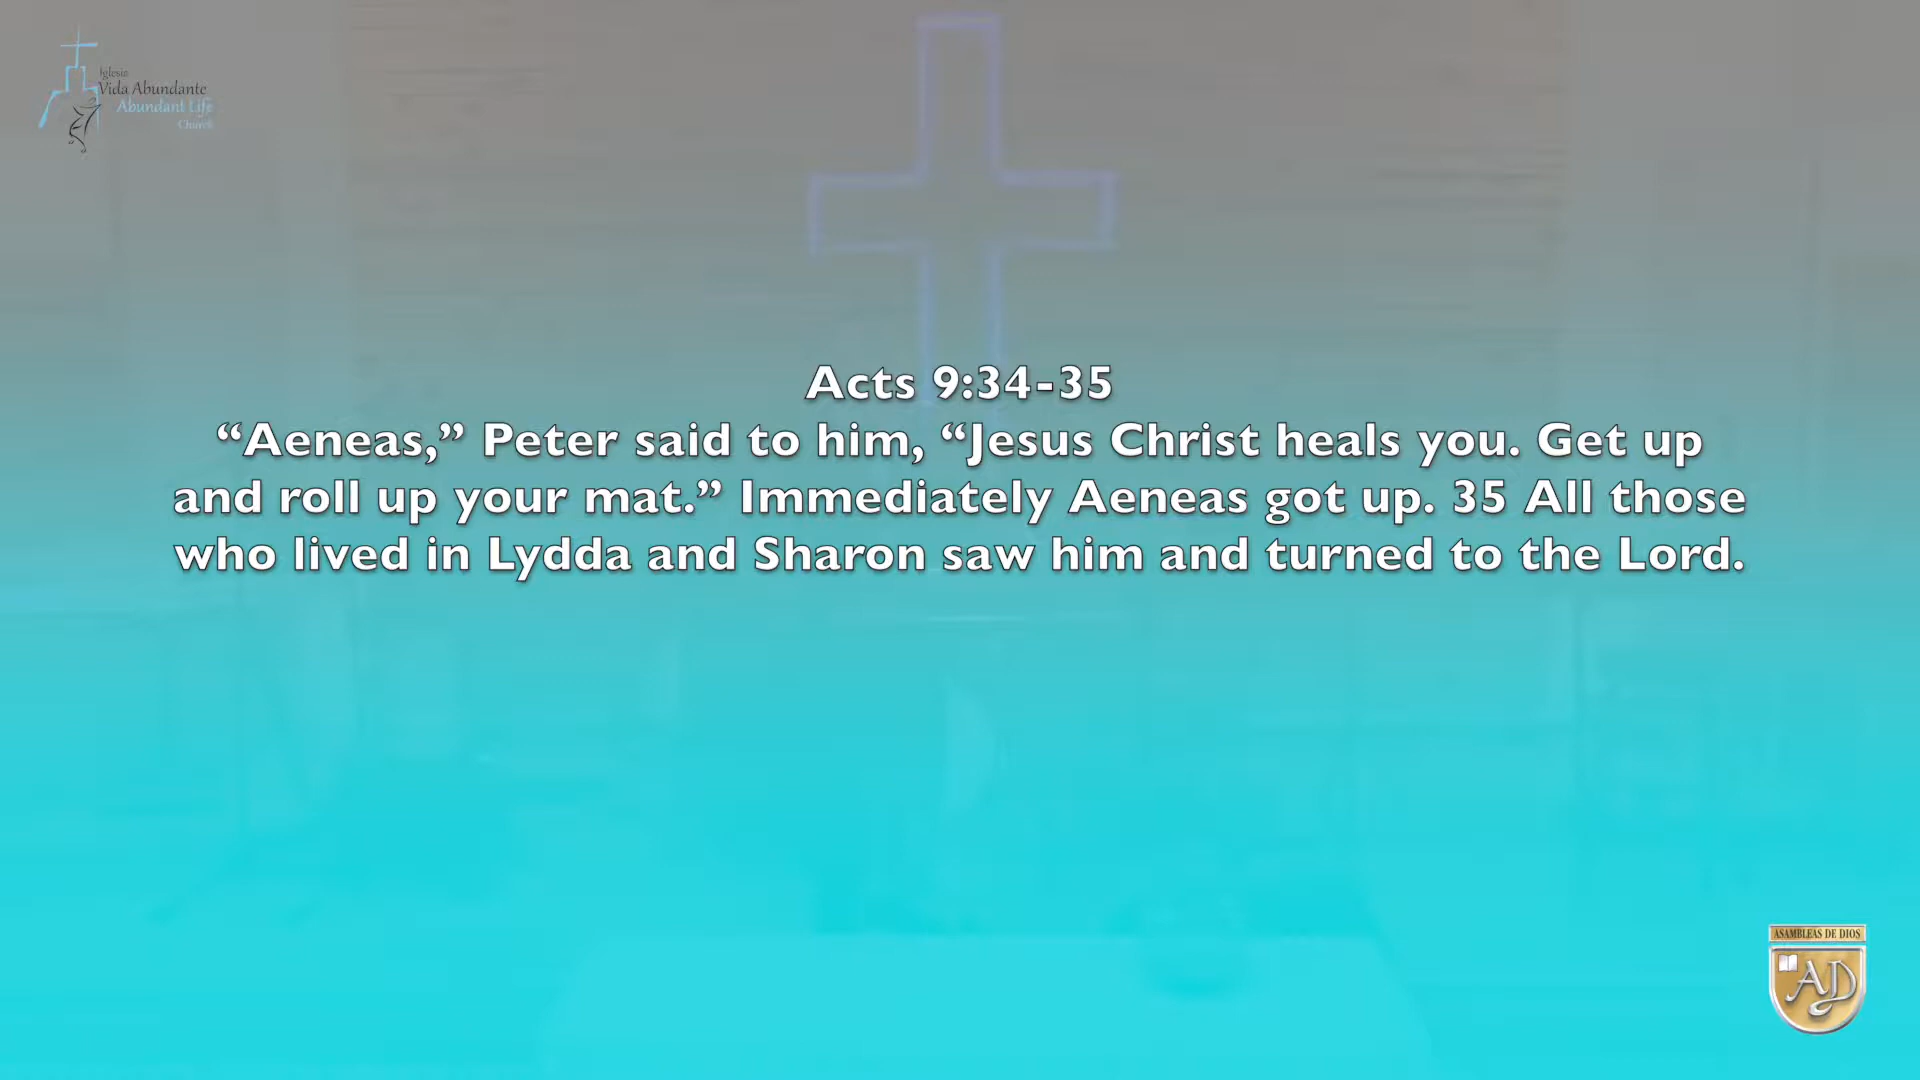 Iglesia
Vida Abundante
Abundant Life
Church
Acts 9:34-35
“Aeneas,” Peter said to him, “Jesus Christ heals you. Get up
and roll up your mat.” Immediately Aeneas got up. 35 All those
who lived in Lydda and Sharon saw him and turned to the Lord.
ASAMBLEAS DE DIOS
AD